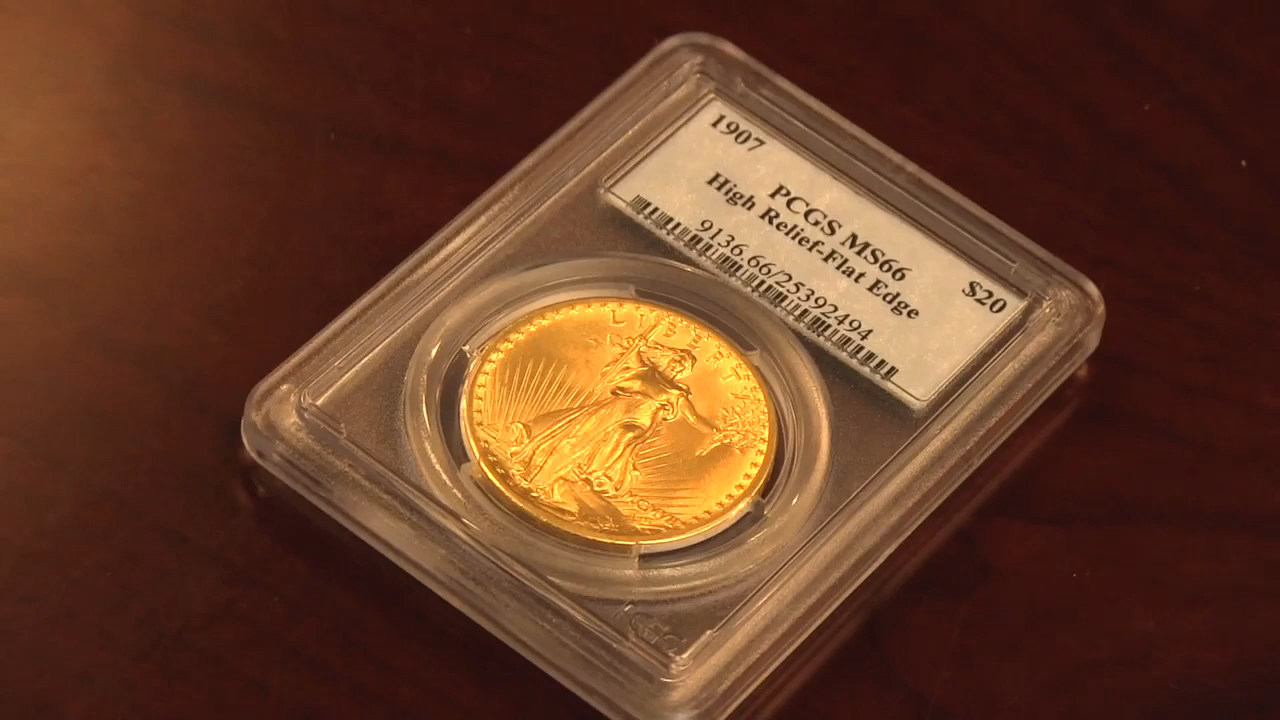 1907
PCGS MS66
High Relief-Flat Edge
9136.66/25392494
$20
LIBERTY